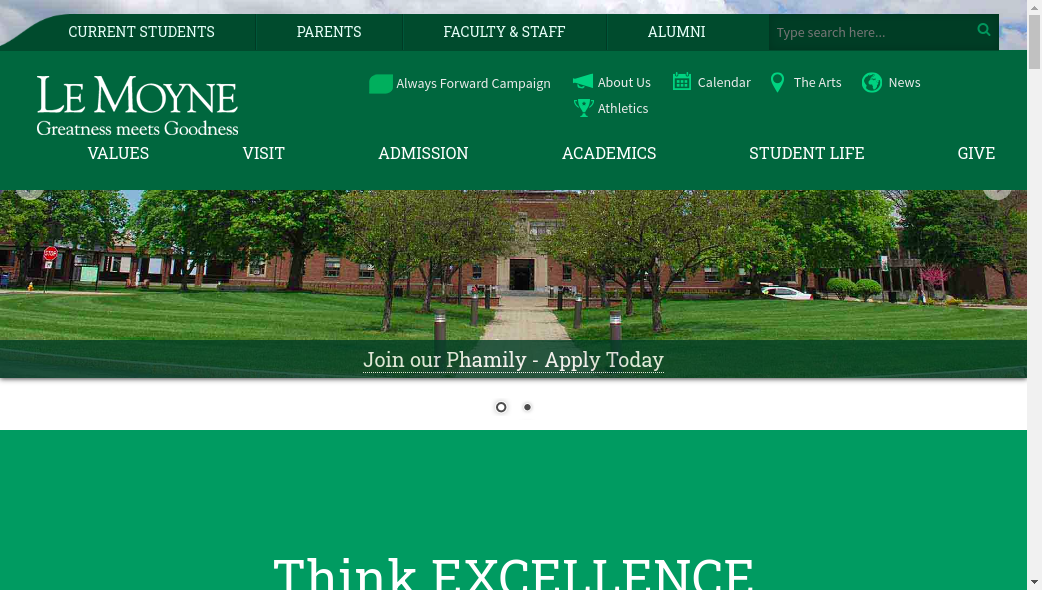 CURRENT STUDENTS PARENTS FACULTY & STAFF ALUMNI Type search here...
LE MOYNE
Greatness meets Goodness
Always Forward Campaign About Us Calendar The Arts News
Athletics
VALUES VISIT ADMISSION ACADEMICS STUDENT LIFE GIVE
STOP
Join our Phamily - Apply Today
Think EXCELLENCE